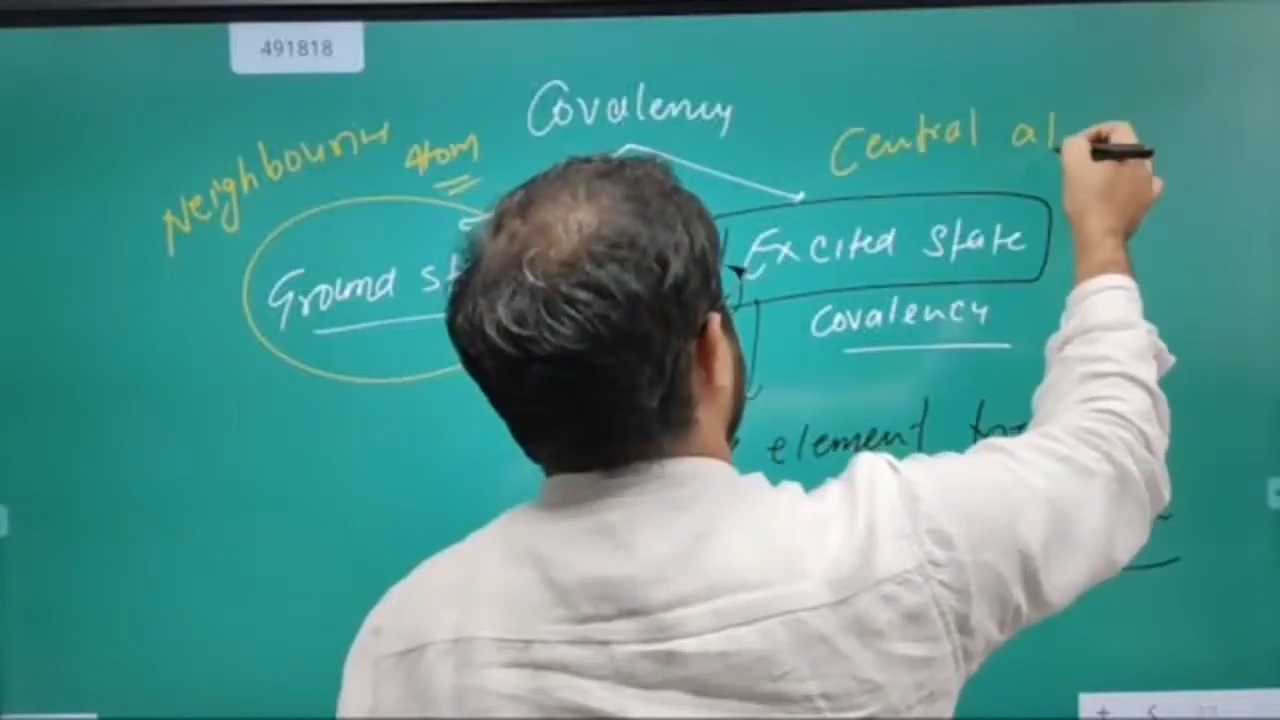 491818
Covalency
Neighbouring Atom
Central at
Ground st
Excited state
Covalency
element